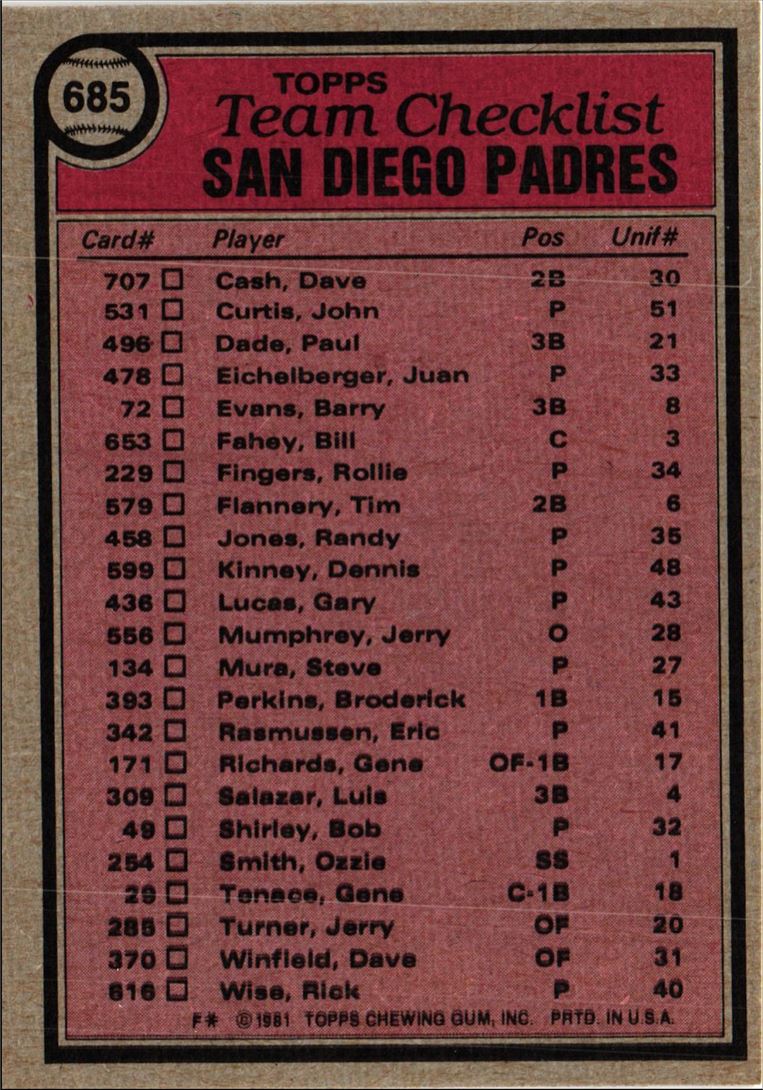 685
TOPPS
Team Checklist
SAN DIEGO PADRES
Card# Player Pos Unif#
707 Cash, Dave 2B 30
531 Curtis, John P 51
496 Dade, Paul 3B 21
478 Eichelberger, Juan P 33
72 Evans, Barry 3B 8
653 Fahey, Bill C 3
229 Fingers, Rollie P 34
579 Flannery, Tim 2B 6
458 Jones, Randy P 35
599 Kinney, Dennis P 48
436 Lucas, Gary P 43
556 Mumphrey, Jerry O 28
134 Mura, Steve P 27
393 Perkins, Broderick 1B 15
342 Rasmussen, Eric P 41
171 Richards, Gene OF-1B 17
309 Salazar, Luis 3B 4
49 Shirley, Bob P 32
254 Smith, Ozzie SS 1
29 Tenace, Gene C-1B 18
285 Turner, Jerry OF 20
370 Winfield, Dave OF 31
616 Wise, Rick P 40
F* © 1981 TOPPS CHEWING GUM, INC. PRTD. IN U.S.A.